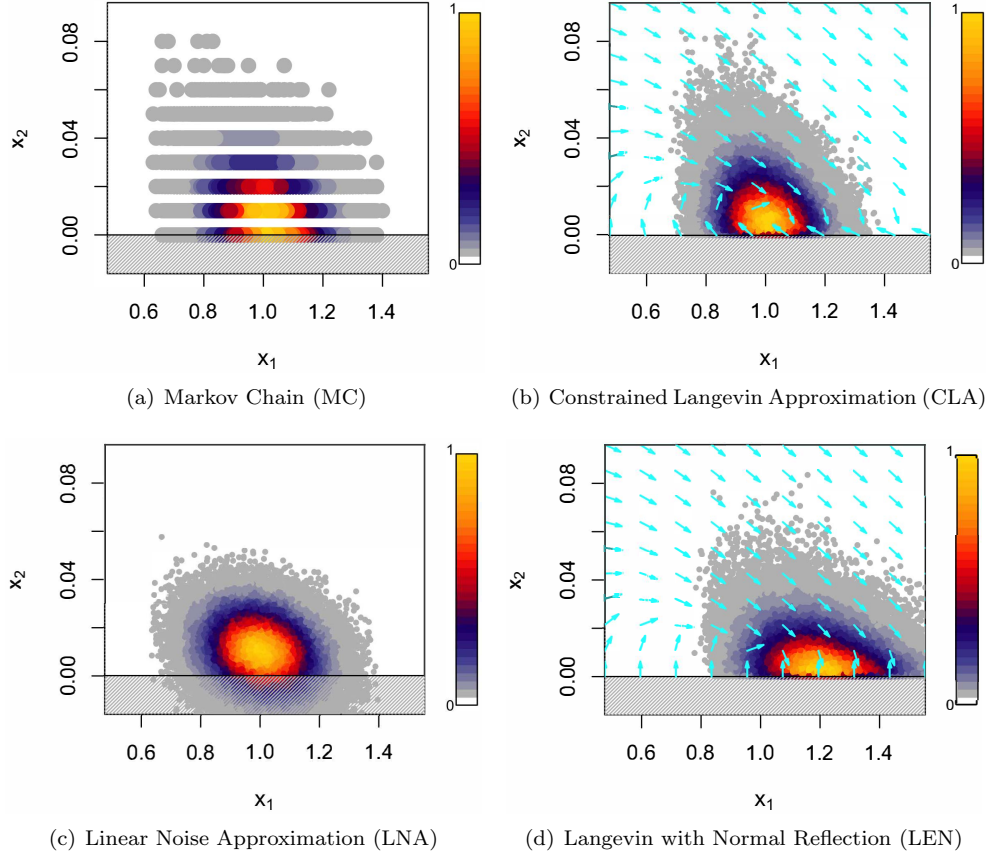 1
0.08
0.04
0.00
x2
0
0.6 0.8 1.0 1.2 1.4
x1
(a) Markov Chain (MC)
1
0.08
0.04
0.00
x2
0
0.6 0.8 1.0 1.2 1.4
x1
(b) Constrained Langevin Approximation (CLA)
1
0.08
0.04
0.00
x2
0
0.6 0.8 1.0 1.2 1.4
x1
(c) Linear Noise Approximation (LNA)
1
0.08
0.04
0.00
x2
0
0.6 0.8 1.0 1.2 1.4
x1
(d) Langevin with Normal Reflection (LEN)